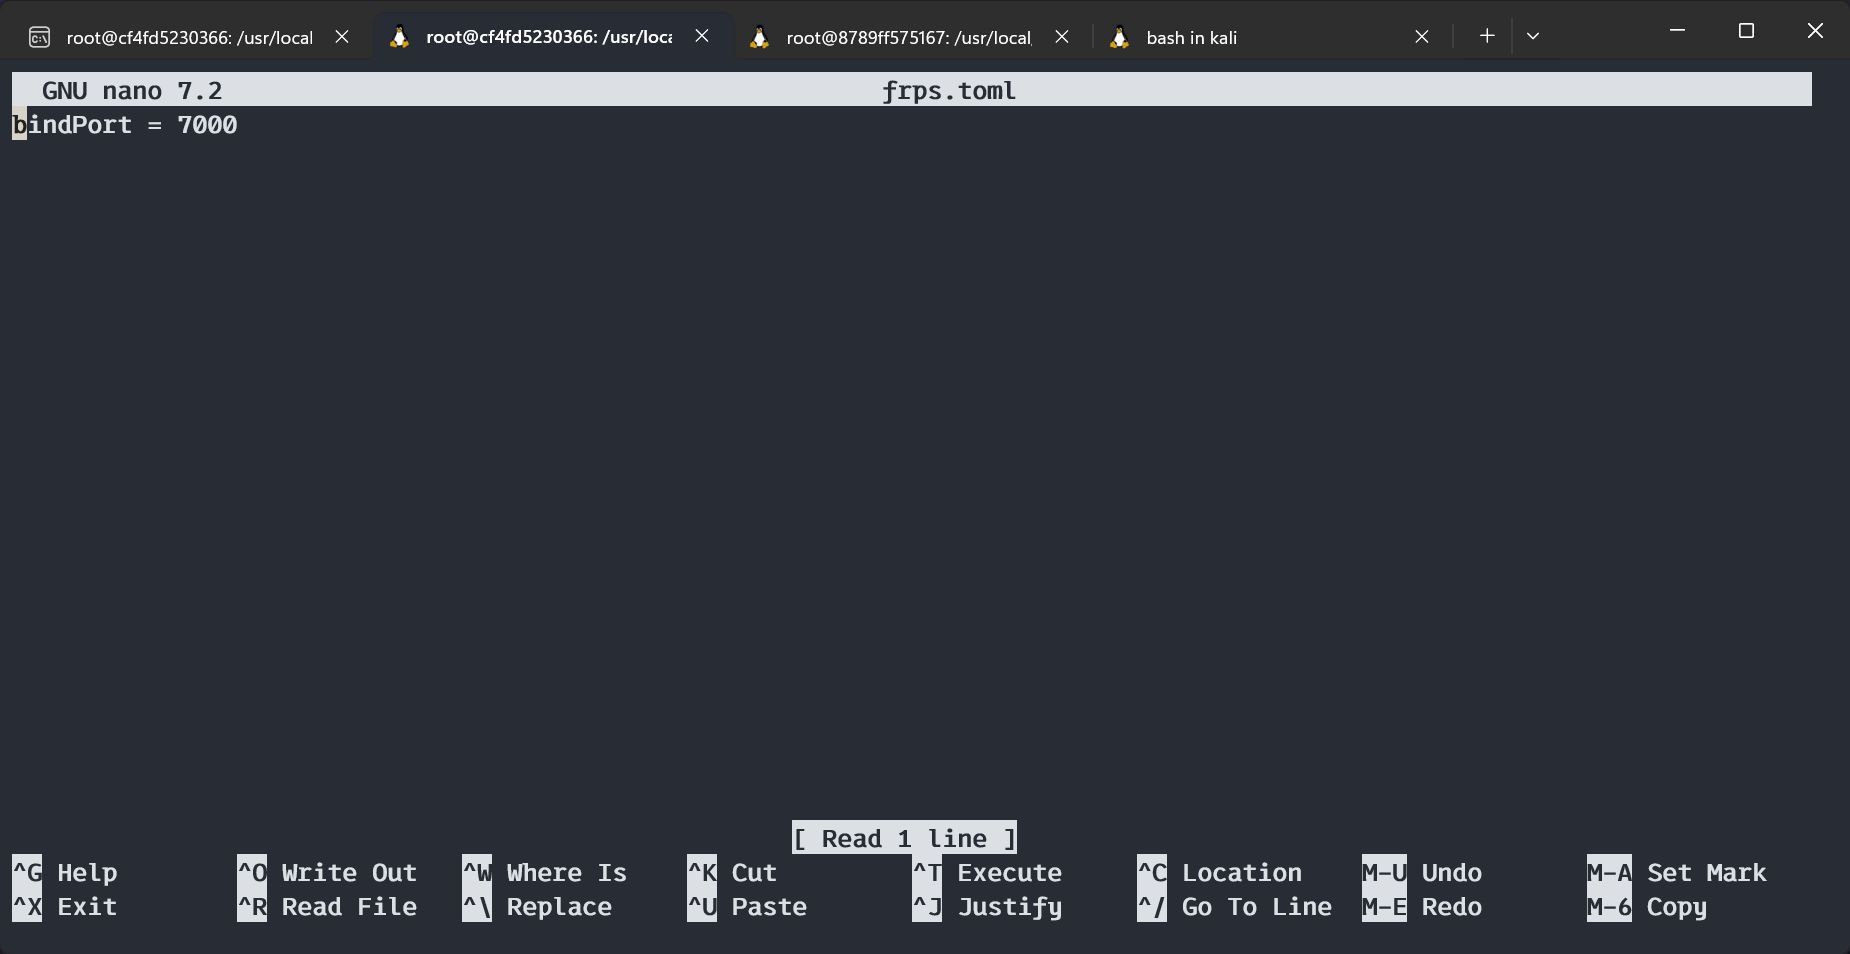 root@cf4fd5230366: /usr/local root@cf4fd5230366: /usr/loca root@8789ff575167: /usr/local, bash in kali
GNU nano 7.2 frps.toml
bindPort = 7000
[ Read 1 line ]
^G Help ^O Write Out ^W Where Is ^K Cut ^T Execute ^C Location M-U Undo M-A Set Mark
^X Exit ^R Read File ^\ Replace ^U Paste ^J Justify ^/ Go To Line M-E Redo M-6 Copy